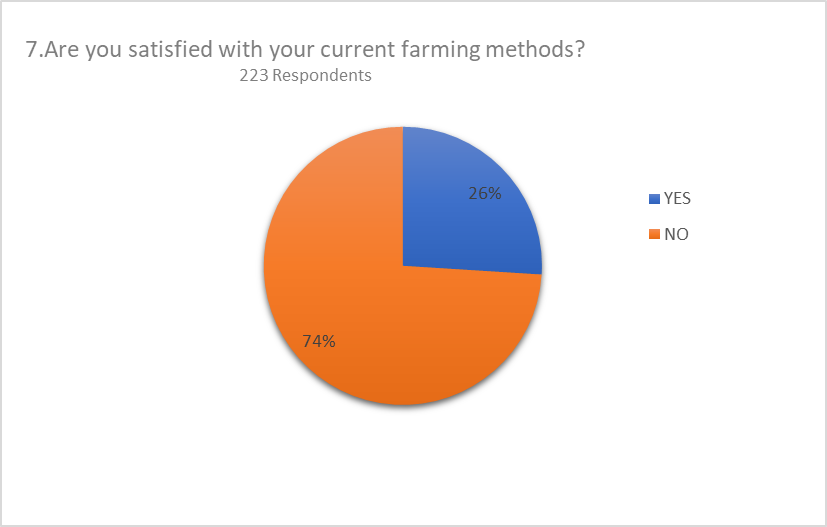 7.Are you satisfied with your current farming methods?
223 Respondents
26%
YES
NO
74%